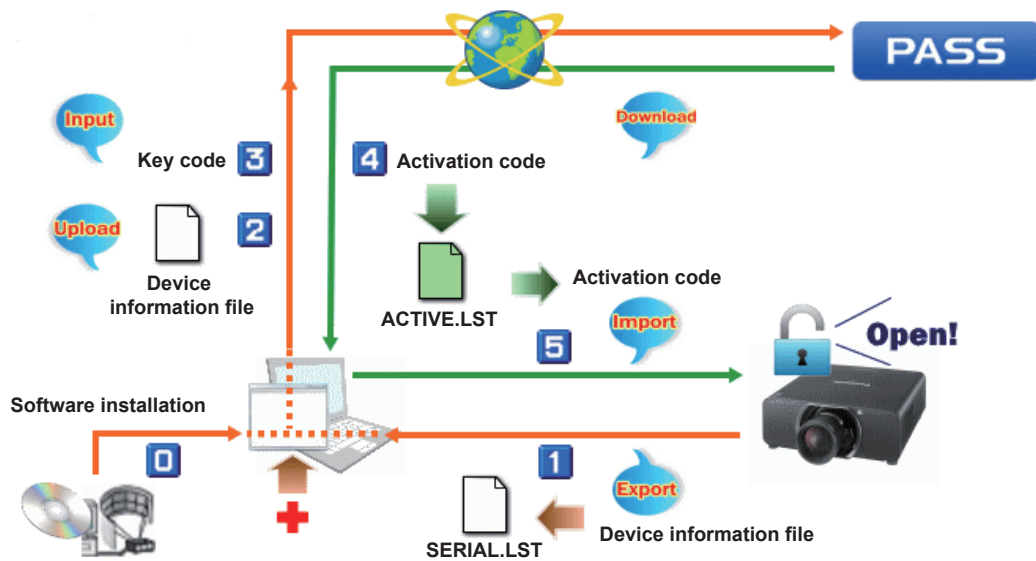 PASS
Input
Download
Key code 3
4 Activation code
Upload
2
Device
information file
ACTIVE.LST
Activation code
Import
5
Open!
Software installation
0
1
Export
SERIAL.LST
Device information file